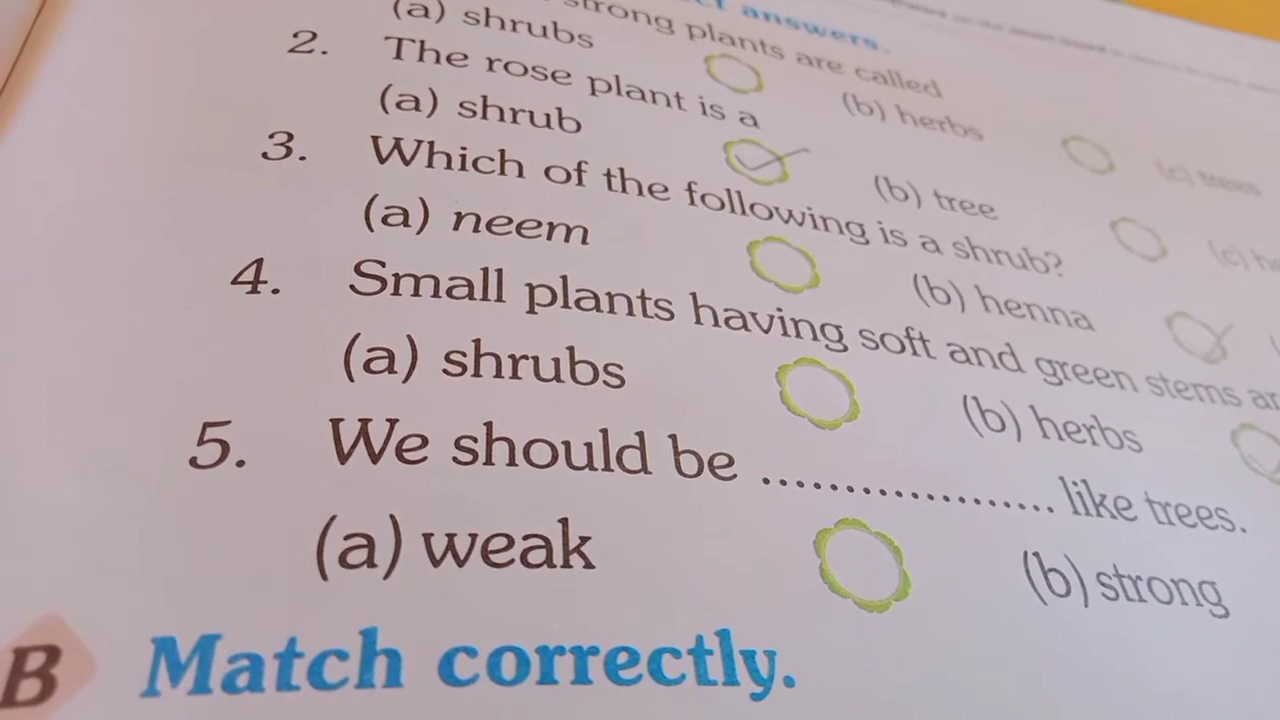 answers.
strong plants are called
(a) shrubs (b) herbs (c) trees
2. The rose plant is a
(a) shrub (b) tree (c)
3. Which of the following is a shrub?
(a) neem (b) henna
4. Small plants having soft and green stems
(a) shrubs (b) herbs
5. We should be .................... like trees.
(a) weak (b) strong
B Match correctly.